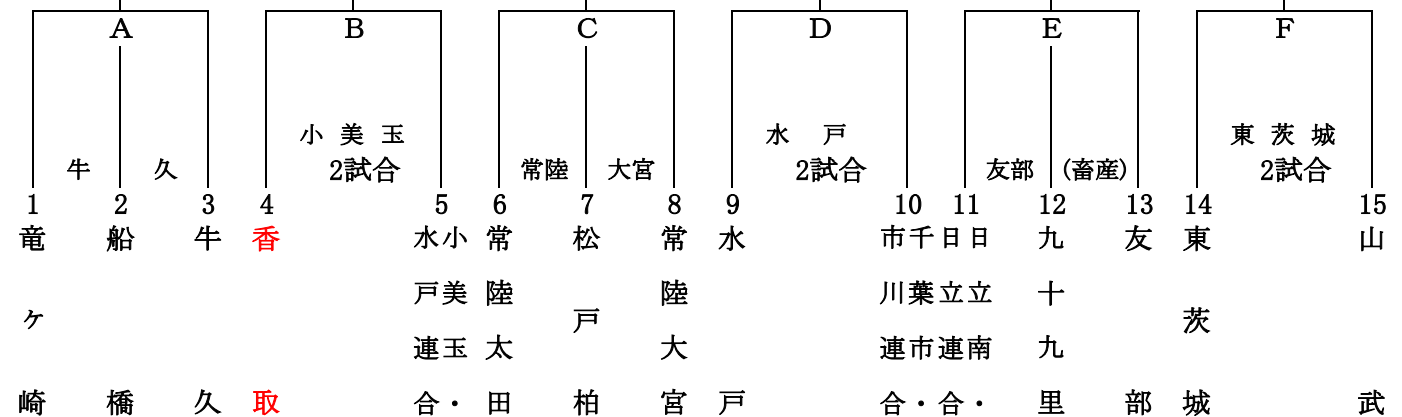 A B C D E F
小美玉 水戸 東茨城
牛久 2試合 常陸 大宮 2試合 友部 (畜産) 2試合
1 2 3 4 5 6 7 8 9 10 11 12 13 14 15
竜ヶ崎
船橋
牛久
香取
小美玉・
水戸連合
常陸太田
松戸柏
常陸大宮
水戸
千葉市・
市川連合
日立南・
日立連合
九十九里
友部
東茨城
山武